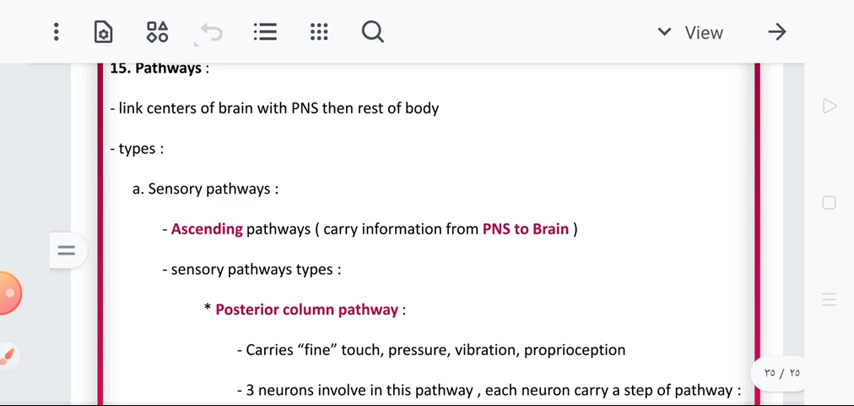 View
15. Pathways :
- link centers of brain with PNS then rest of body
- types :
a. Sensory pathways :
- Ascending pathways ( carry information from PNS to Brain )
- sensory pathways types :
* Posterior column pathway :
- Carries “fine” touch, pressure, vibration, proprioception
٢٥ / ٢٥
- 3 neurons involve in this pathway , each neuron carry a step of pathway :